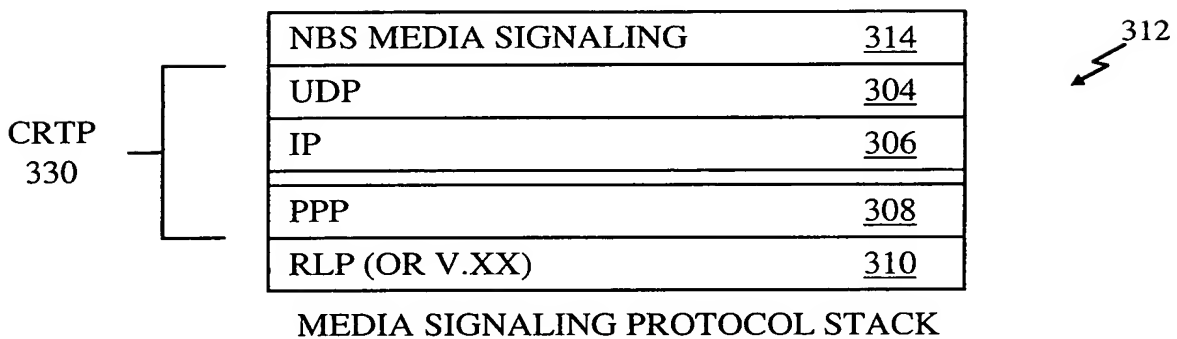 NBS MEDIA SIGNALING 314
312
UDP 304
CRTP
330
IP 306
PPP 308
RLP (OR V.XX) 310
MEDIA SIGNALING PROTOCOL STACK